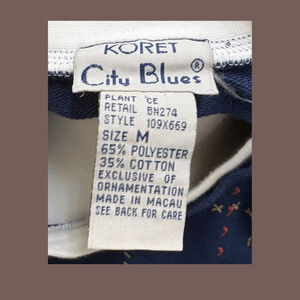 KORET
City Blues®
PLANT CE
RETAIL BN274
STYLE 109X669
SIZE M
65% POLYESTER
35% COTTON
EXCLUSIVE OF
ORNAMENTATION
MADE IN MACAU
SEE BACK FOR CARE